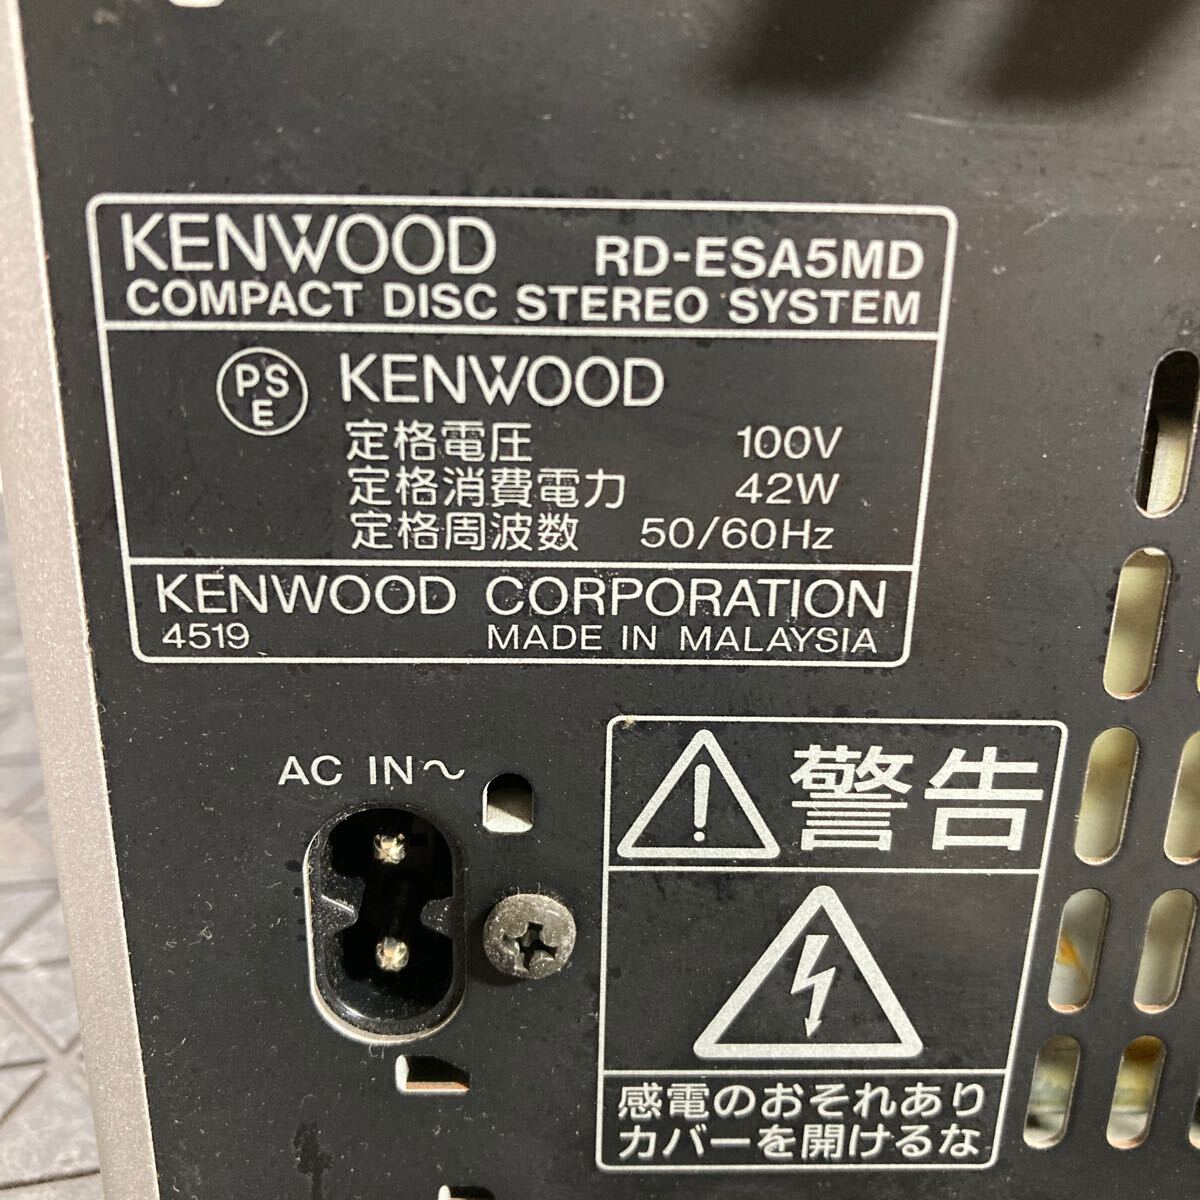 KENWOOD RD-ESA5MD
COMPACT DISC STEREO SYSTEM
PS
E
KENWOOD
定格電圧 100V
定格消費電力 42W
定格周波数 50/60Hz
KENWOOD CORPORATION
4519 MADE IN MALAYSIA
AC IN~
警告
感電のおそれあり
カバーを開けるな